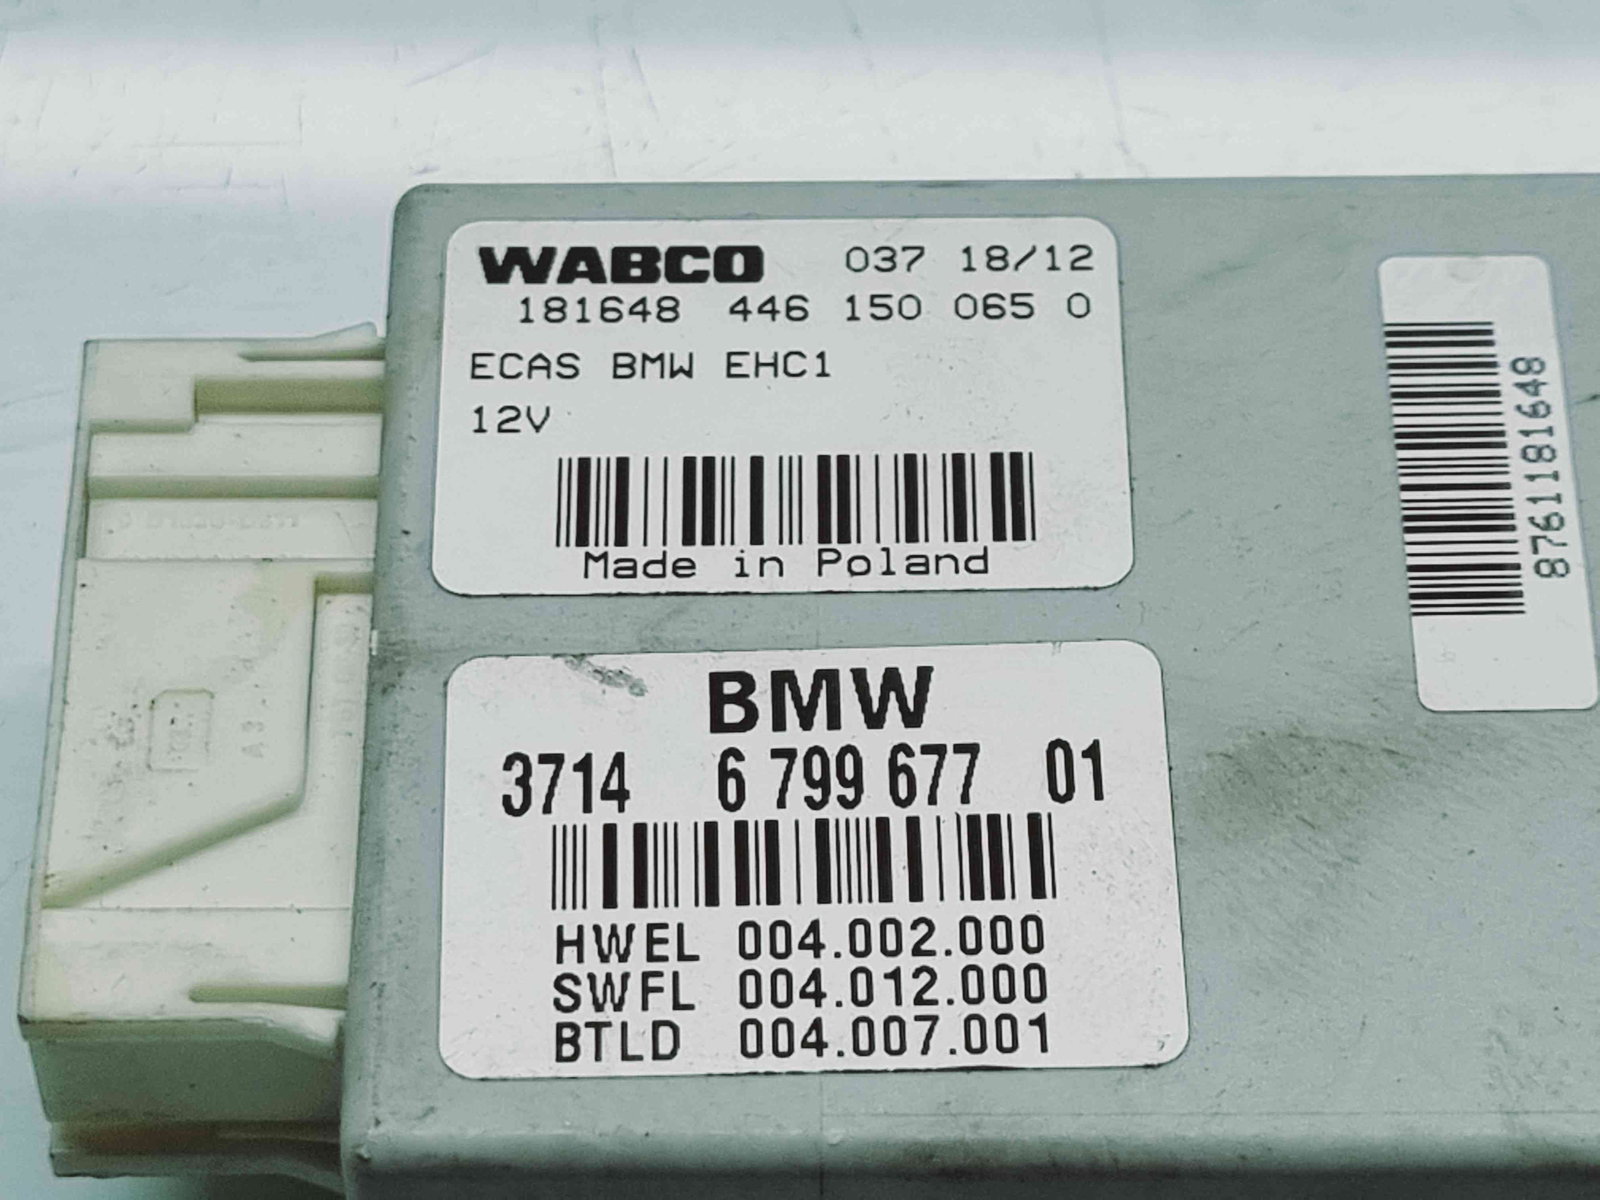 WABCO 037 18/12
181648 446 150 065 0
ECAS BMW EHC1
12V
Made in Poland
BMW
3714 6 799 677 01
HWEL 004.002.000
SWFL 004.012.000
BTLD 004.007.001
8761181648
A3